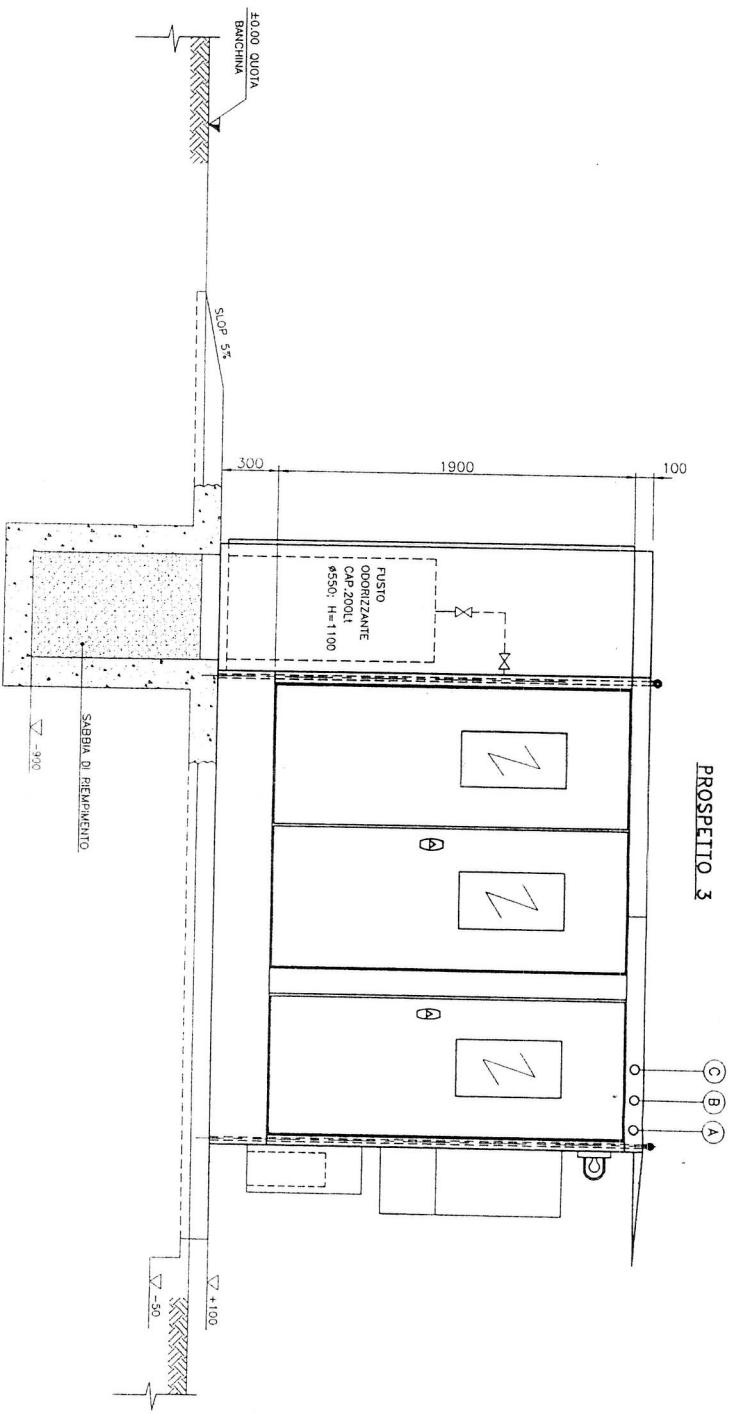 PROSPETTO 3
C
B
A
100
1900
300
FUSTO
ODORIZZANTE
CAP.200Lt
ø550; H=1100
±0.00 QUOTA
BANCHINA
SLOP 5%
+100
-50
-900
SABBIA DI RIEMPIMENTO